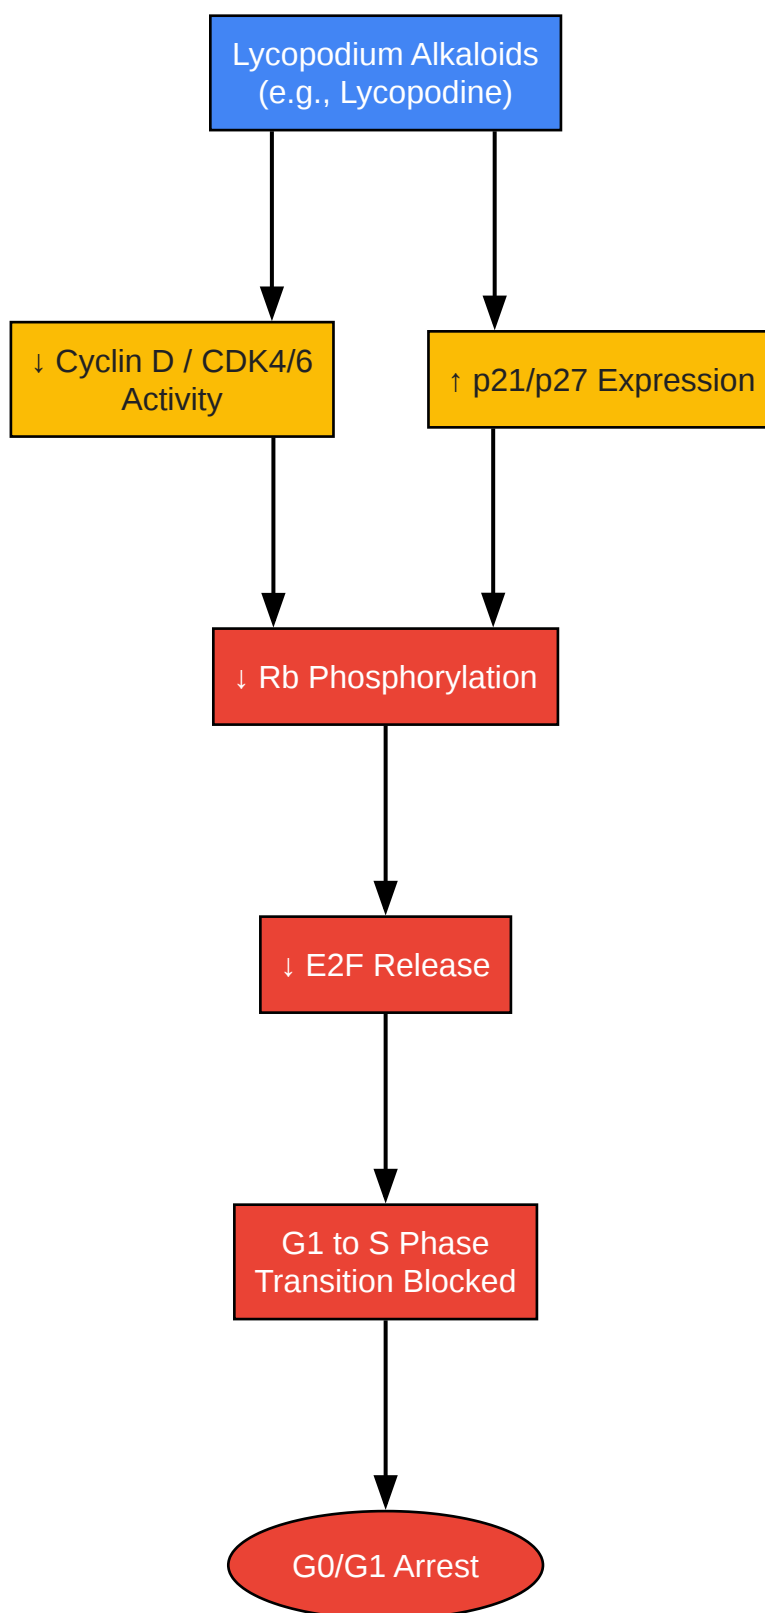 Lycopodium Alkaloids
(e.g., Lycopodine)
↓ Cyclin D / CDK4/6
Activity
↑ p21/p27 Expression
↓ Rb Phosphorylation
↓ E2F Release
G1 to S Phase
Transition Blocked
G0/G1 Arrest